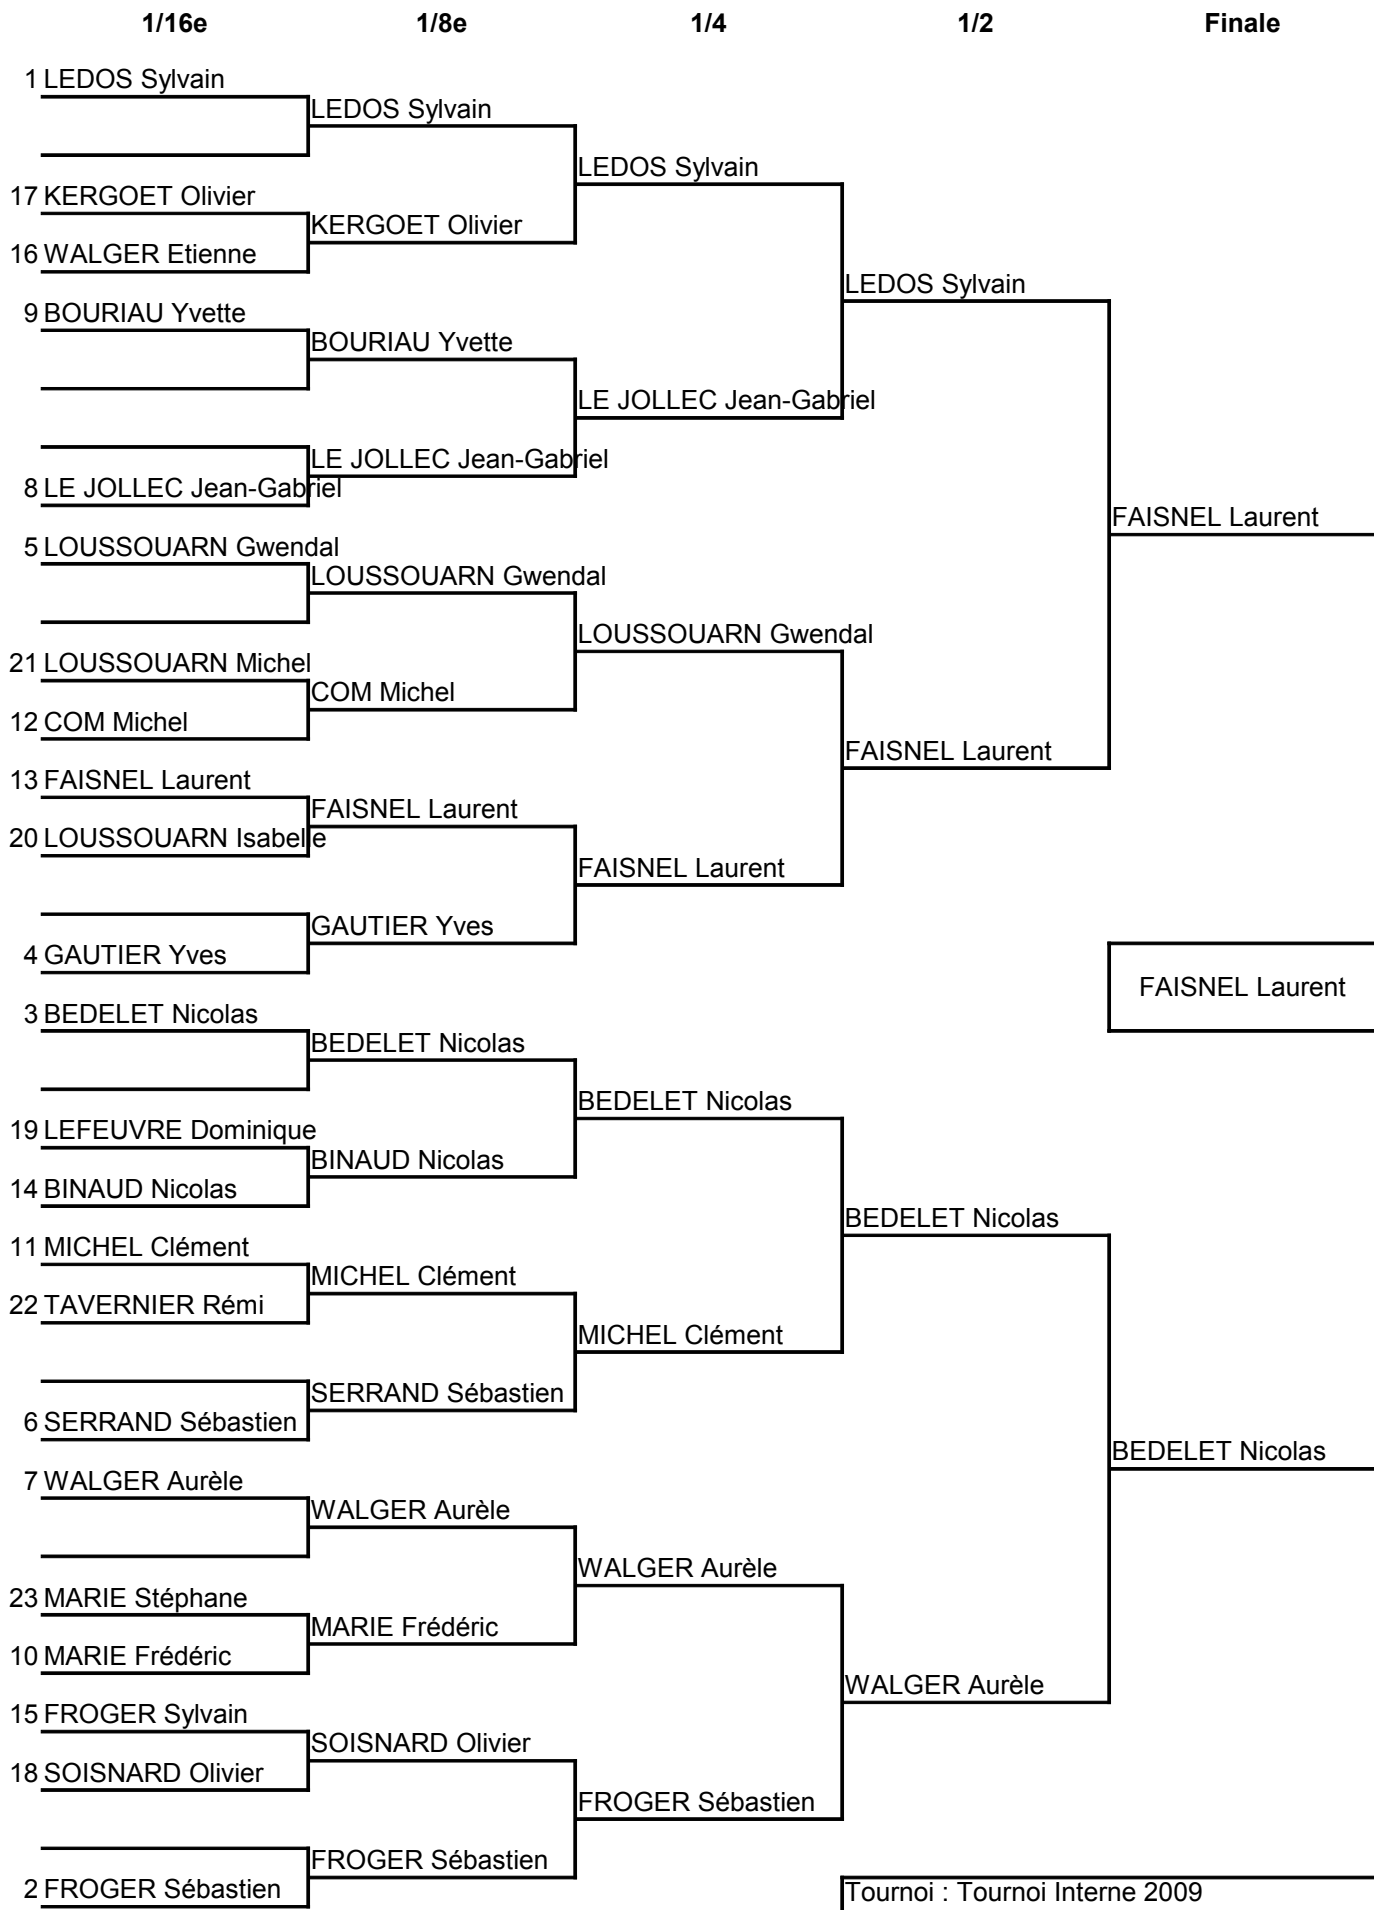 1/16e 1/8e 1/4 1/2 Finale
1 LEDOS Sylvain
LEDOS Sylvain
LEDOS Sylvain
17 KERGOET Olivier
KERGOET Olivier
16 WALGER Etienne
LEDOS Sylvain
9 BOURIAU Yvette
BOURIAU Yvette
LE JOLLEC Jean-Gabriel
LE JOLLEC Jean-Gabriel
8 LE JOLLEC Jean-Gabriel
FAISNEL Laurent
5 LOUSSOUARN Gwendal
LOUSSOUARN Gwendal
LOUSSOUARN Gwendal
21 LOUSSOUARN Michel
COM Michel
12 COM Michel
FAISNEL Laurent
13 FAISNEL Laurent
FAISNEL Laurent
20 LOUSSOUARN Isabelle
FAISNEL Laurent
GAUTIER Yves
4 GAUTIER Yves
FAISNEL Laurent
3 BEDELET Nicolas
BEDELET Nicolas
BEDELET Nicolas
19 LEFEUVRE Dominique
BINAUD Nicolas
14 BINAUD Nicolas
BEDELET Nicolas
11 MICHEL Clément
MICHEL Clément
22 TAVERNIER Rémi
MICHEL Clément
SERRAND Sébastien
6 SERRAND Sébastien
BEDELET Nicolas
7 WALGER Aurèle
WALGER Aurèle
WALGER Aurèle
23 MARIE Stéphane
MARIE Frédéric
10 MARIE Frédéric
WALGER Aurèle
15 FROGER Sylvain
SOISNARD Olivier
18 SOISNARD Olivier
FROGER Sébastien
FROGER Sébastien
2 FROGER Sébastien
Tournoi : Tournoi Interne 2009